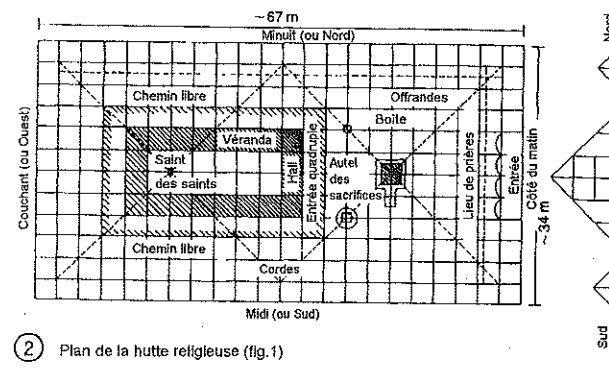 ~67 m
Minuit (ou Nord)
Nord
Chemin libre
Offrandes
Boîte
Véranda
Saint
des saints
Hall
Entrée quadruple
Autel
des
sacrifices
Lieu de prières
Entrée
Côté du matin
~34 m
Couchant (ou Ouest)
Chemin libre
Cordes
Midi (ou Sud)
Sud
2 Plan de la hutte religieuse (fig.1)